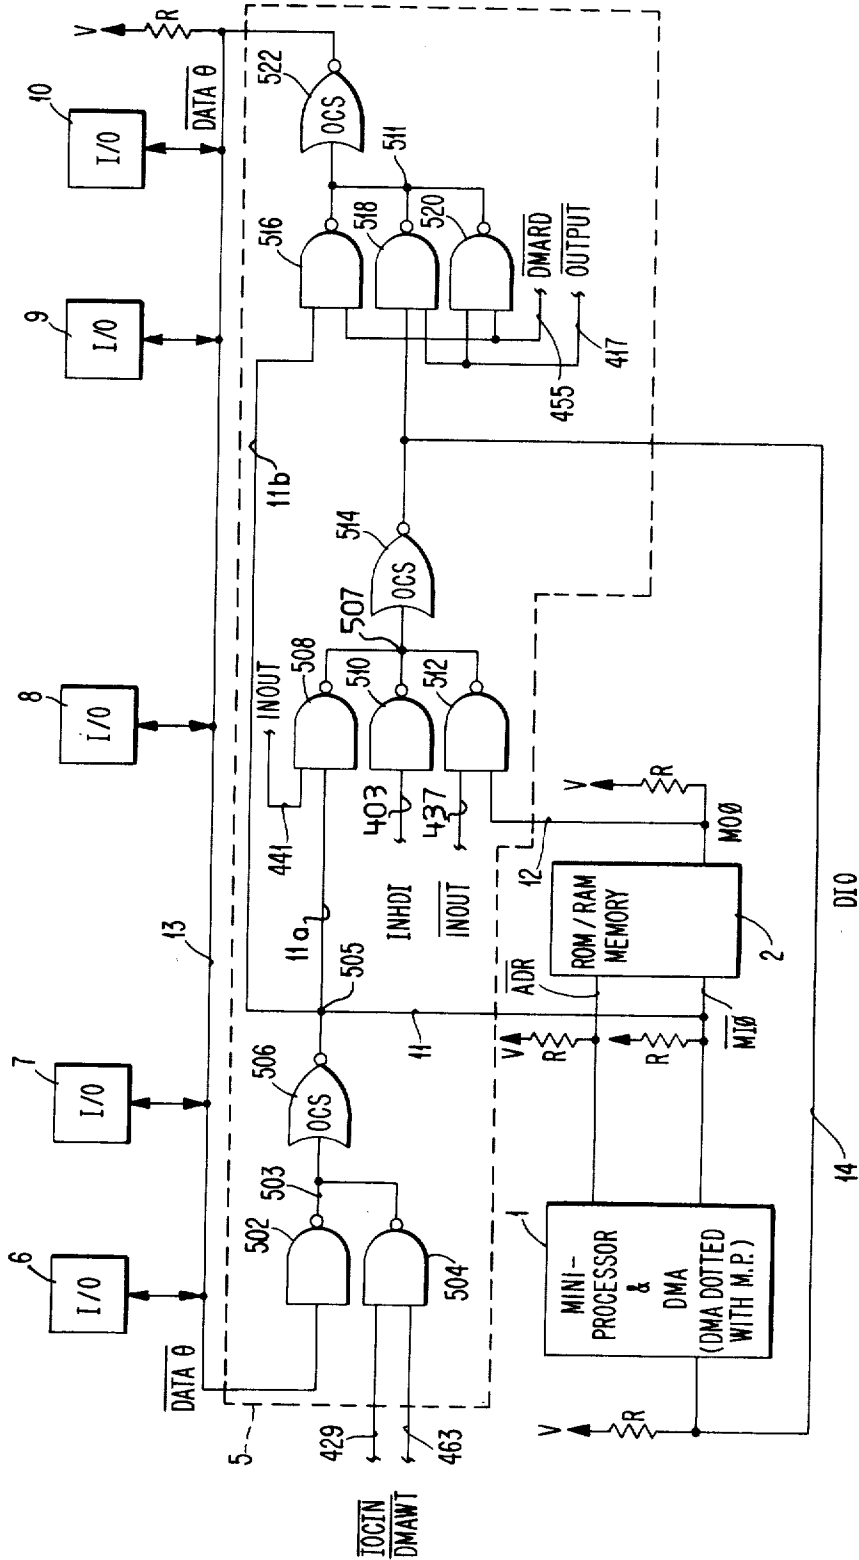 6
I/O
7
I/O
8
I/O
9
I/O
10
I/O
V
R
13
DATA θ
DATA θ
5
502
503
506
OCS
505
504
429
IOCIN
463
DMAWT
11b
11a
441
INOUT
508
507
514
OCS
510
403
INHDI
512
437
INOUT
516
522
OCS
511
518
520
DMARD
OUTPUT
455
417
11
12
V
R
1
MINI-
PROCESSOR
&
DMA
(DMA DOTTED
WITH M.P.)
V
R
R
ADR
MIØ
ROM/RAM
MEMORY
2
V
R
MOØ
14
DIO